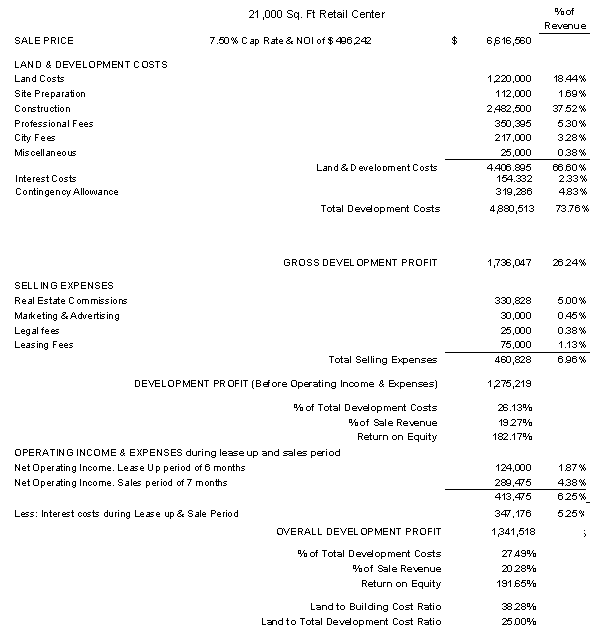 21,000 Sq. Ft Retail Center
% of
Revenue
SALE PRICE 7.50% Cap Rate & NOI of $ 496,242 $ 6,616,560
LAND & DEVELOPMENT COSTS
Land Costs 1,220,000 18.44%
Site Preparation 112,000 1.69%
Construction 2,482,500 37.52%
Professional Fees 350,395 5.30%
City Fees 217,000 3.28%
Miscellaneous 25,000 0.38%
Land & Development Costs 4,406,895 66.60%
Interest Costs 154,332 2.33%
Contingency Allowance 319,286 4.83%
Total Development Costs 4,880,513 73.76%
GROSS DEVELOPMENT PROFIT 1,736,047 26.24%
SELLING EXPENSES
Real Estate Commissions 330,828 5.00%
Marketing & Advertising 30,000 0.45%
Legal fees 25,000 0.38%
Leasing Fees 75,000 1.13%
Total Selling Expenses 460,828 6.96%
DEVELOPMENT PROFIT (Before Operating Income & Expenses) 1,275,219
% of Total Development Costs 26.13%
% of Sale Revenue 19.27%
Return on Equity 182.17%
OPERATING INCOME & EXPENSES during lease up and sales period
Net Operating Income. Lease Up period of 6 months 124,000 1.87%
Net Operating Income. Sales period of 7 months 289,475 4.38%
413,475 6.25%
Less: Interest costs during Lease up & Sale Period 347,176 5.25%
OVERALL DEVELOPMENT PROFIT 1,341,518
% of Total Development Costs 27.49%
% of Sale Revenue 20.28%
Return on Equity 191.65%
Land to Building Cost Ratio 38.28%
Land to Total Development Cost Ratio 25.00%